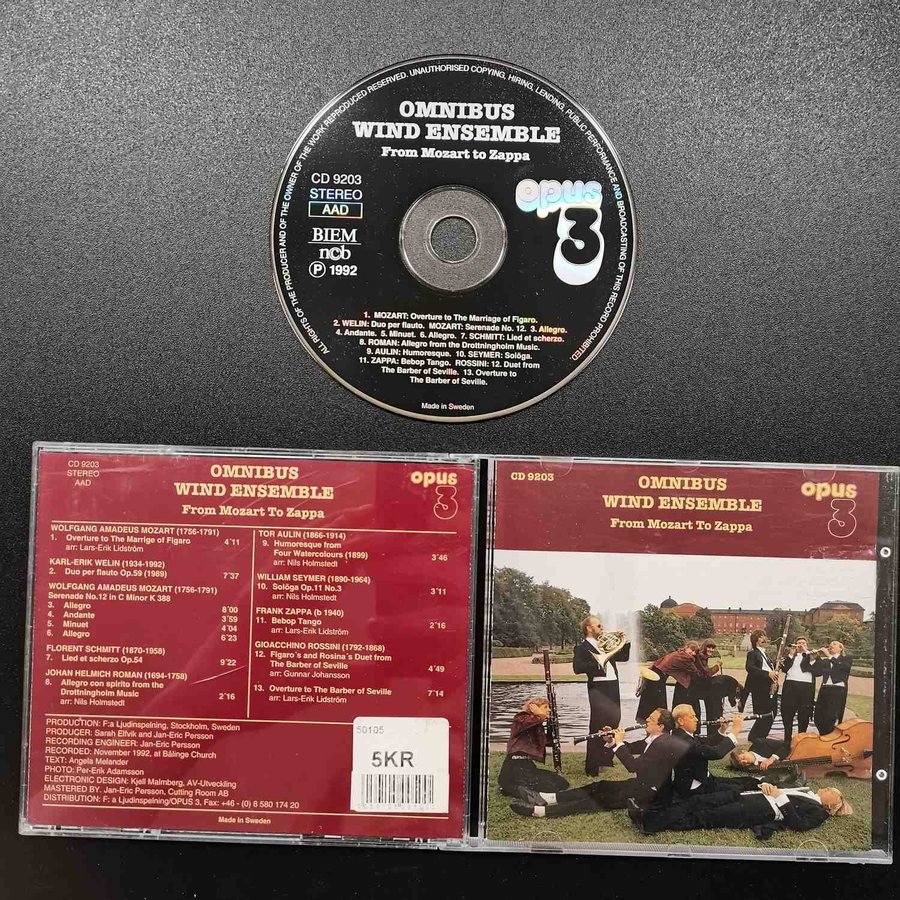 ALL RIGHTS OF THE PRODUCER AND OF THE OWNER OF THE WORK REPRODUCED RESERVED. UNAUTHORISED COPYING, HIRING, LENDING, PUBLIC PERFORMANCE AND BROADCASTING OF THIS RECORD PROHIBITED.
OMNIBUS
WIND ENSEMBLE
From Mozart to Zappa
CD 9203
STEREO
AAD
BIEM
ncb
P 1992
opus
3
1. MOZART: Overture to The Marriage of Figaro.
2. WELIN: Duo per flauto. MOZART: Serenade No. 12. 3. Allegro.
4. Andante. 5. Minuet. 6. Allegro. 7. SCHMITT: Lied et scherzo.
8. ROMAN: Allegro from the Drottningholm Music.
9. AULIN: Humoresque. 10. SEYMER: Solöga.
11. ZAPPA: Bebop Tango. ROSSINI: 12. Duet from
The Barber of Seville. 13. Overture to
The Barber of Seville.
Made in Sweden
CD 9203
STEREO
AAD
OMNIBUS
WIND ENSEMBLE
From Mozart To Zappa
opus
3
WOLFGANG AMADEUS MOZART (1756-1791)
1. Overture to The Marrige of Figaro 4'11
arr: Lars-Erik Lidström
KARL-ERIK WELIN (1934-1992)
2. Duo per flauto Op.59 (1989) 7'37
WOLFGANG AMADEUS MOZART (1756-1791)
Serenade No.12 in C Minor K 388
3. Allegro 8'00
4. Andante 3'59
5. Minuet 4'04
6. Allegro 6'23
FLORENT SCHMITT (1870-1958)
7. Lied et scherzo Op.54 9'22
JOHAN HELMICH ROMAN (1694-1758)
8. Allegro con spirito from the
Drottningholm Music 2'16
arr: Nils Holmstedt
TOR AULIN (1866-1914)
9. Humoresque from
Four Watercolours (1899) 3'46
arr: Nils Holmstedt
WILLIAM SEYMER (1890-1964)
10. Solöga Op.11 No.3 3'11
arr: Nils Holmstedt
FRANK ZAPPA (b 1940)
11. Bebop Tango 2'16
arr: Lars-Erik Lidström
GIOACCHINO ROSSINI (1792-1868)
12. Figaro's and Rosina's Duet from
The Barber of Seville 4'49
arr: Gunnar Johansson
13. Overture to The Barber of Seville 7'14
arr: Lars-Erik Lidström
PRODUCTION: F:a Ljudinspelning, Stockholm, Sweden
PRODUCER: Sarah Elfvik and Jan-Eric Persson
RECORDING ENGINEER: Jan-Eric Persson
RECORDED: November 1992, at Bälinge Church
TEXT: Angela Melander
PHOTO: Per-Erik Adamsson
ELECTRONIC DESIGN: Kjell Malmberg, AV-Utveckling
MASTERED BY. Jan-Eric Persson, Cutting Room AB
DISTRIBUTION: F: a Ljudinspelning/OPUS 3, Fax: +46 - (0) 8 580 174 20
Made in Sweden
50105
5KR
CD 9203
OMNIBUS
WIND ENSEMBLE
From Mozart To Zappa
opus
3